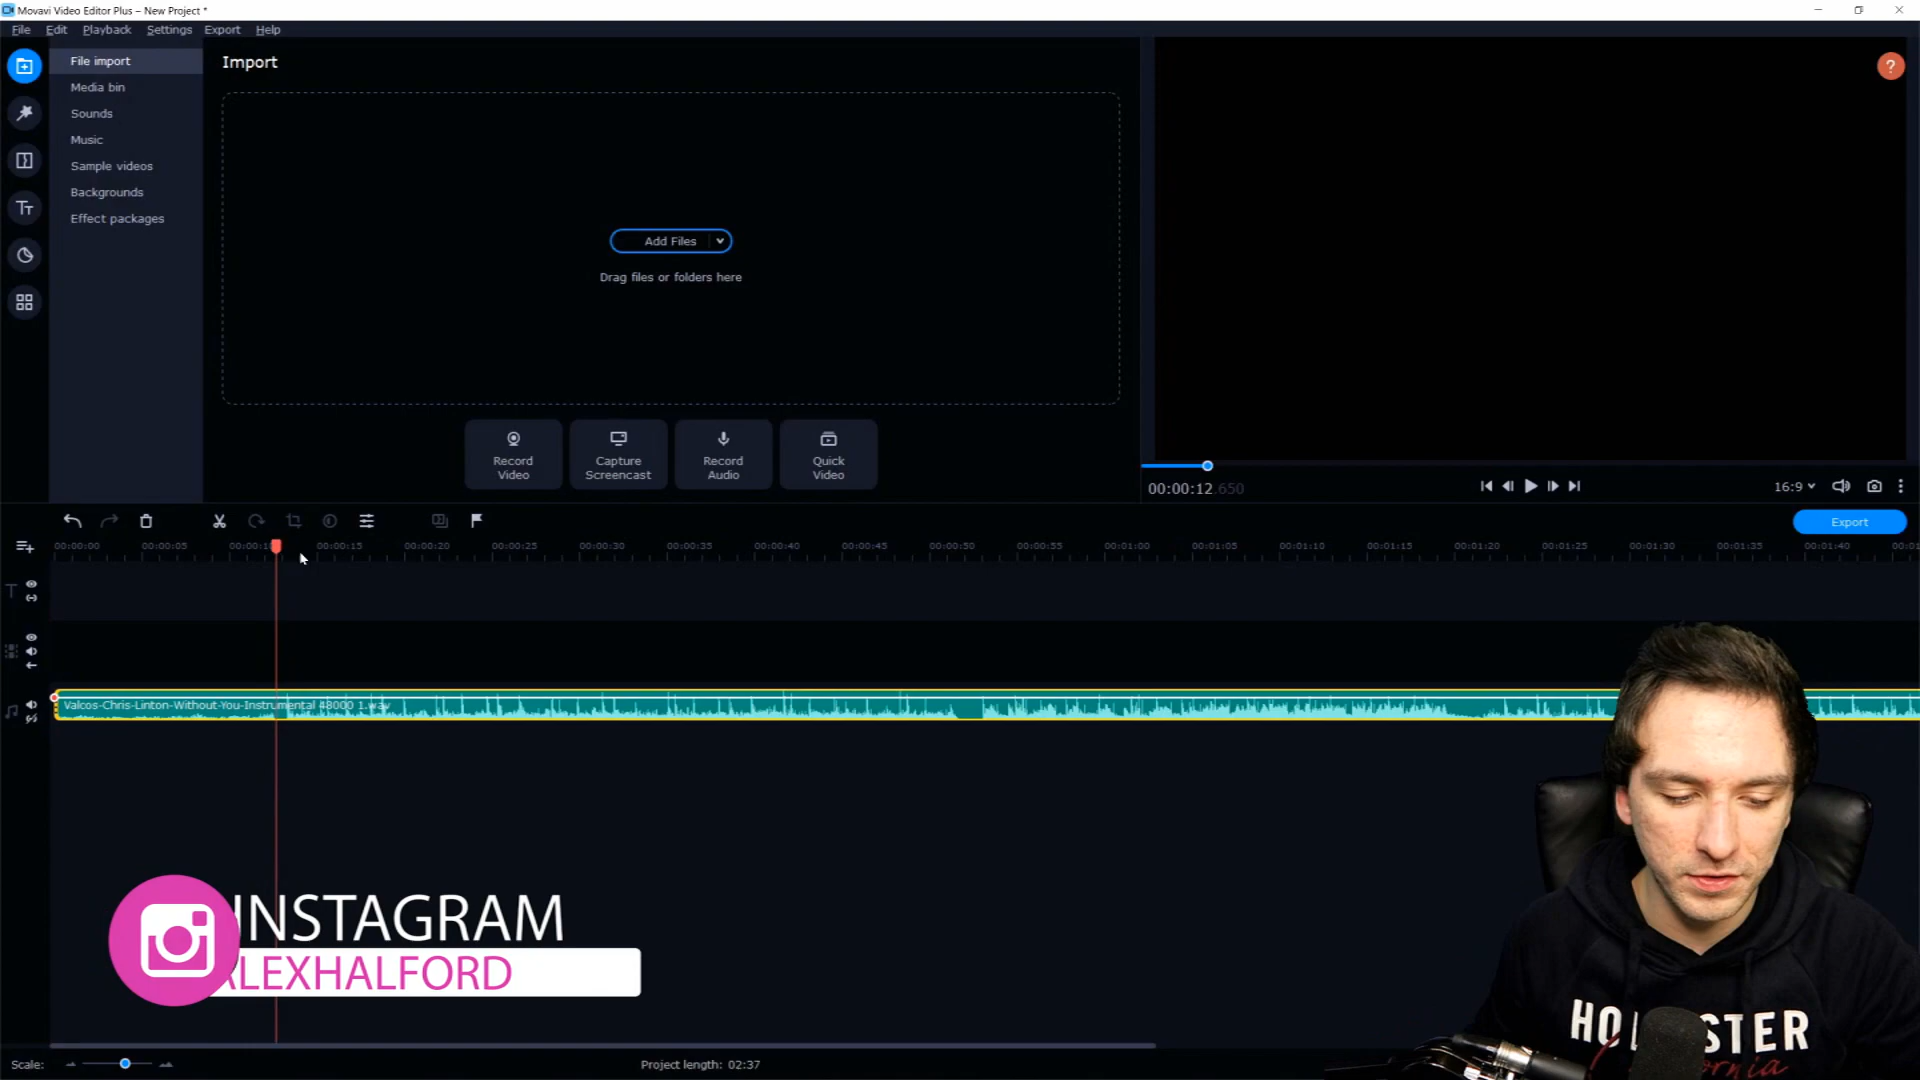 Movavi Video Editor Plus – New Project *
File Edit Playback Settings Export Help
File import
Media bin
Sounds
Music
Sample videos
Backgrounds
Effect packages
Import
Add Files
Drag files or folders here
Record Video
Capture Screencast
Record Audio
Quick Video
?
00:00:12.650
16:9
Export
00:00:00 00:00:05 00:00:15 00:00:20 00:00:25 00:00:30 00:00:35 00:00:40 00:00:45 00:00:50 00:00:55 00:01:00 00:01:05 00:01:10 00:01:15 00:01:20 00:01:25 00:01:30 00:01:35 00:01:40
Valcos-Chris-Linton-Without-You-Instrumental 48000 1.wav
INSTAGRAM
ALEXHALFORD
Scale:
Project length: 02:37